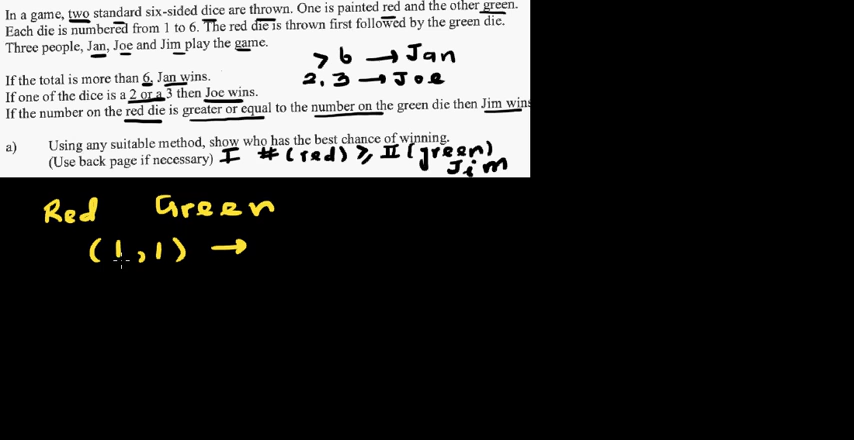 In a game, two standard six-sided dice are thrown. One is painted red and the other green.
Each die is numbered from 1 to 6. The red die is thrown first followed by the green die.
Three people, Jan, Joe and Jim play the game.
> 6 → Jan
If the total is more than 6, Jan wins.
2, 3 → Joe
If one of the dice is a 2 or a 3 then Joe wins.
If the number on the red die is greater or equal to the number on the green die then Jim wins
a) Using any suitable method, show who has the best chance of winning.
(Use back page if necessary) I #(red) ⩾ II (green)
Jim
Red Green
(1,1) →